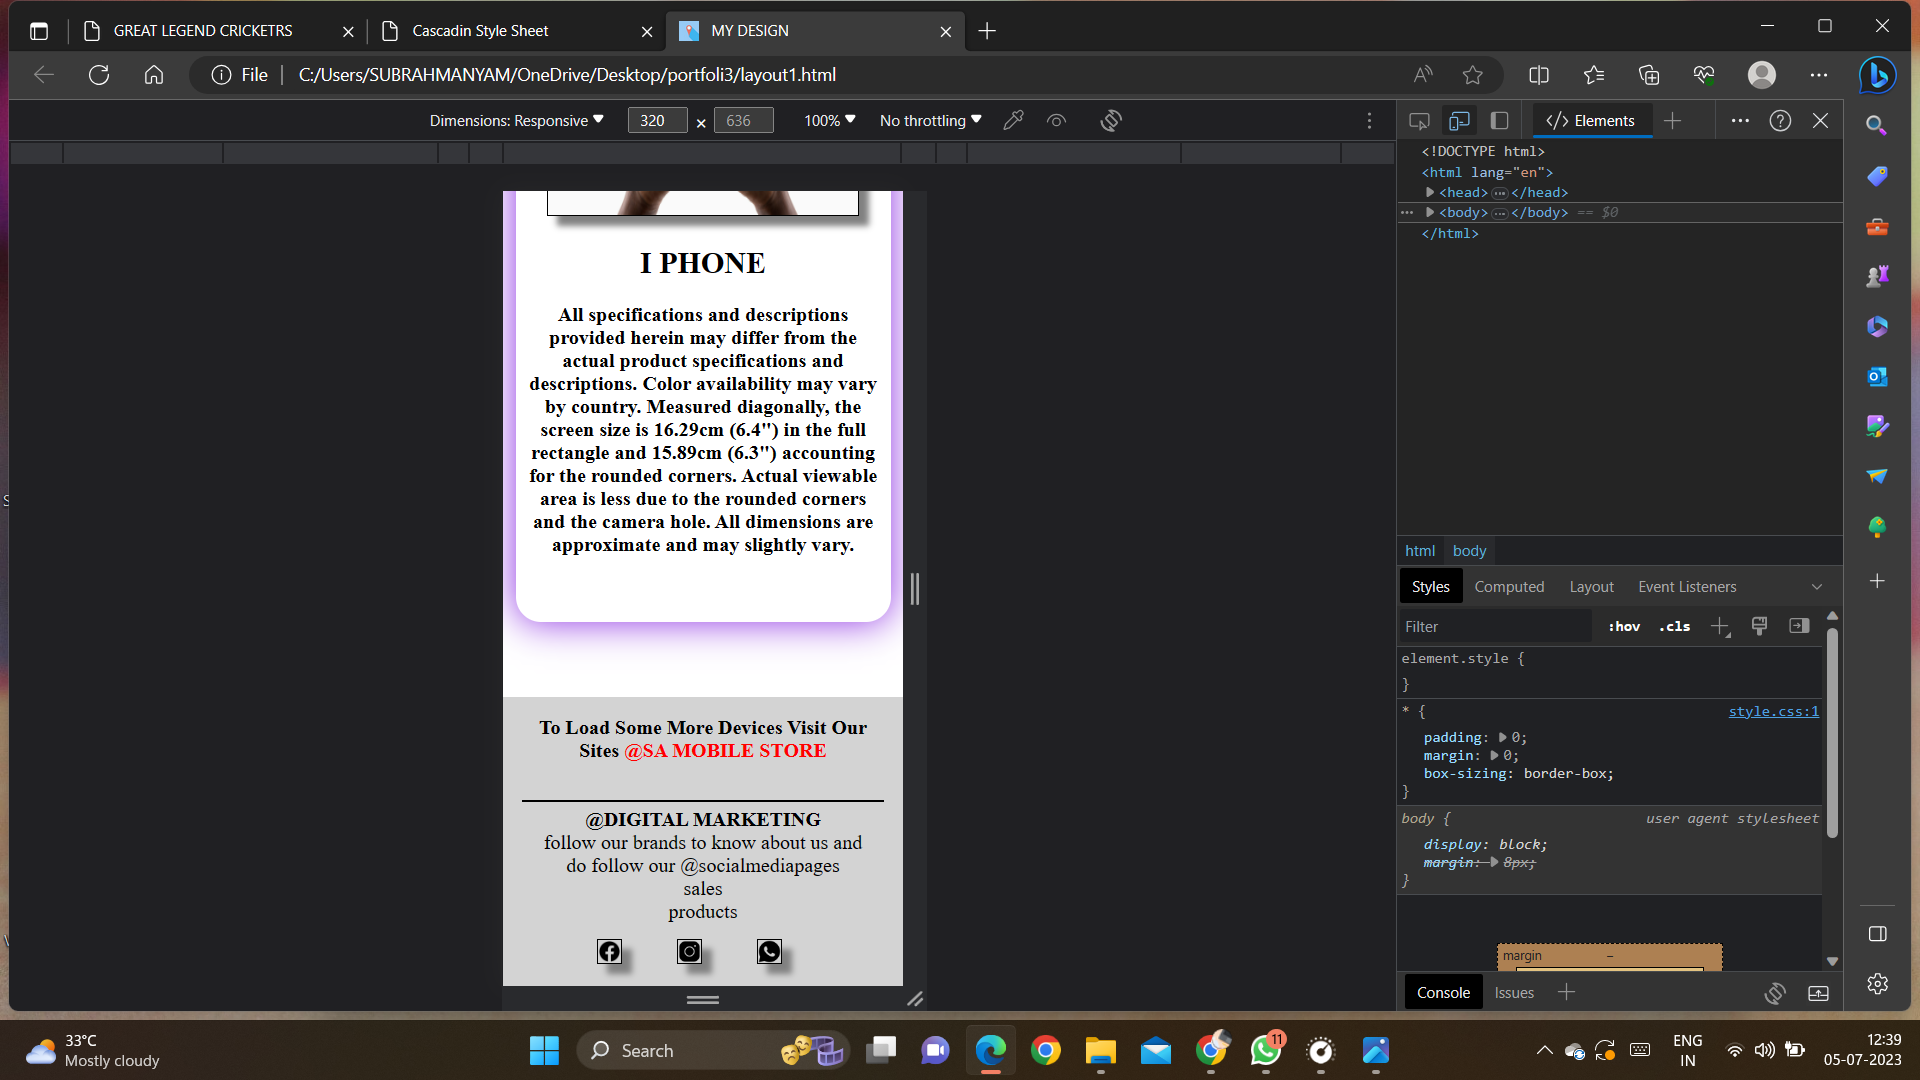 GREAT LEGEND CRICKETRS
Cascadin Style Sheet
MY DESIGN
File
C:/Users/SUBRAHMANYAM/OneDrive/Desktop/portfoli3/layout1.html
Dimensions: Responsive
320 × 636
100%
No throttling
Elements
<!DOCTYPE html>
<html lang="en">
<head>…</head>
<body>…</body> == $0
</html>
I PHONE
All specifications and descriptions
provided herein may differ from the
actual product specifications and
descriptions. Color availability may vary
by country. Measured diagonally, the
screen size is 16.29cm (6.4") in the full
rectangle and 15.89cm (6.3") accounting
for the rounded corners. Actual viewable
area is less due to the rounded corners
and the camera hole. All dimensions are
approximate and may slightly vary.
To Load Some More Devices Visit Our
Sites @SA MOBILE STORE
@DIGITAL MARKETING
follow our brands to know about us and
do follow our @socialmediapages
sales
products
html body
Styles Computed Layout Event Listeners
Filter :hov .cls
element.style {
}
* { style.css:1
padding: 0;
margin: 0;
box-sizing: border-box;
}
body { user agent stylesheet
display: block;
margin: 8px;
}
margin –
Console Issues
33°C
Mostly cloudy
Search
11
ENG
IN
12:39
05-07-2023